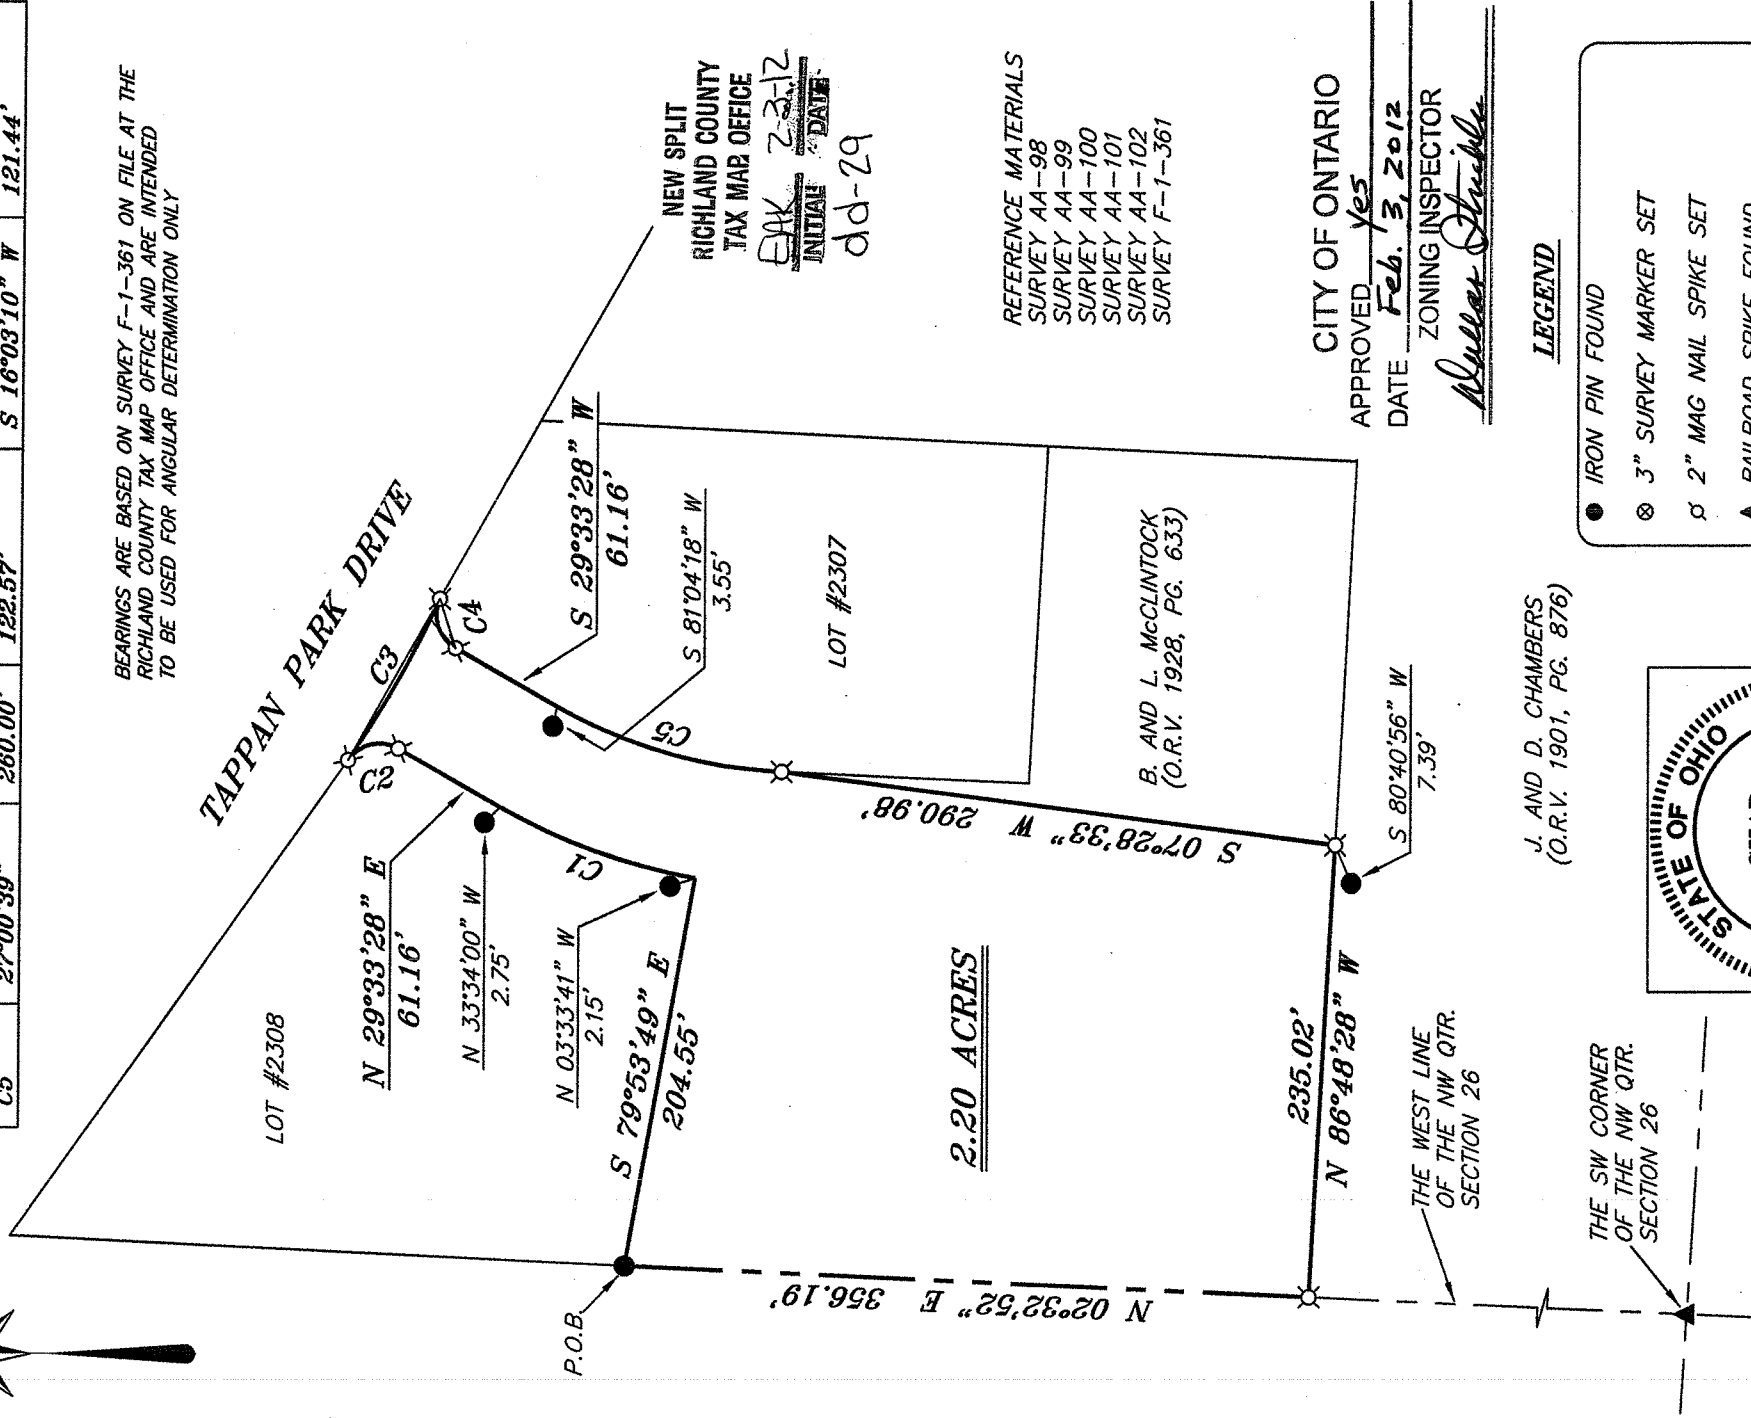 C5 27°00'39" 260.00' 122.57' S 16°03'10" W 121.44'
BEARINGS ARE BASED ON SURVEY F-1-361 ON FILE AT THE
RICHLAND COUNTY TAX MAP OFFICE AND ARE INTENDED
TO BE USED FOR ANGULAR DETERMINATION ONLY
TAPPAN PARK DRIVE
NEW SPLIT
RICHLAND COUNTY
TAX MAP OFFICE
EHK 2-3-12
INITIAL DATE
dd-29
C3
C4
C2
LOT #2308
N 29°33'28" E
61.16'
N 33°34'00" W
2.75'
C1
N 03°33'41" W
2.15'
S 29°33'28" W
61.16'
S 81°04'18" W
3.55'
C5
LOT #2307
S 79°53'49" E
204.55'
P.O.B.
N 02°32'52" E 356.19'
2.20 ACRES
S 07°28'33" W 290.98'
B. AND L. McCLINTOCK
(O.R.V. 1928, PG. 633)
REFERENCE MATERIALS
SURVEY AA-98
SURVEY AA-99
SURVEY AA-100
SURVEY AA-101
SURVEY AA-102
SURVEY F-1-361
235.02'
N 86°48'28" W
S 80°40'56" W
7.39'
CITY OF ONTARIO
APPROVED Yes
DATE Feb. 3, 2012
ZONING INSPECTOR
THE WEST LINE
OF THE NW QTR.
SECTION 26
J. AND D. CHAMBERS
(O.R.V. 1901, PG. 876)
THE SW CORNER
OF THE NW QTR.
SECTION 26
STATE OF OHIO
LEGEND
IRON PIN FOUND
3" SURVEY MARKER SET
2" MAG NAIL SPIKE SET
RAILROAD SPIKE FOUND